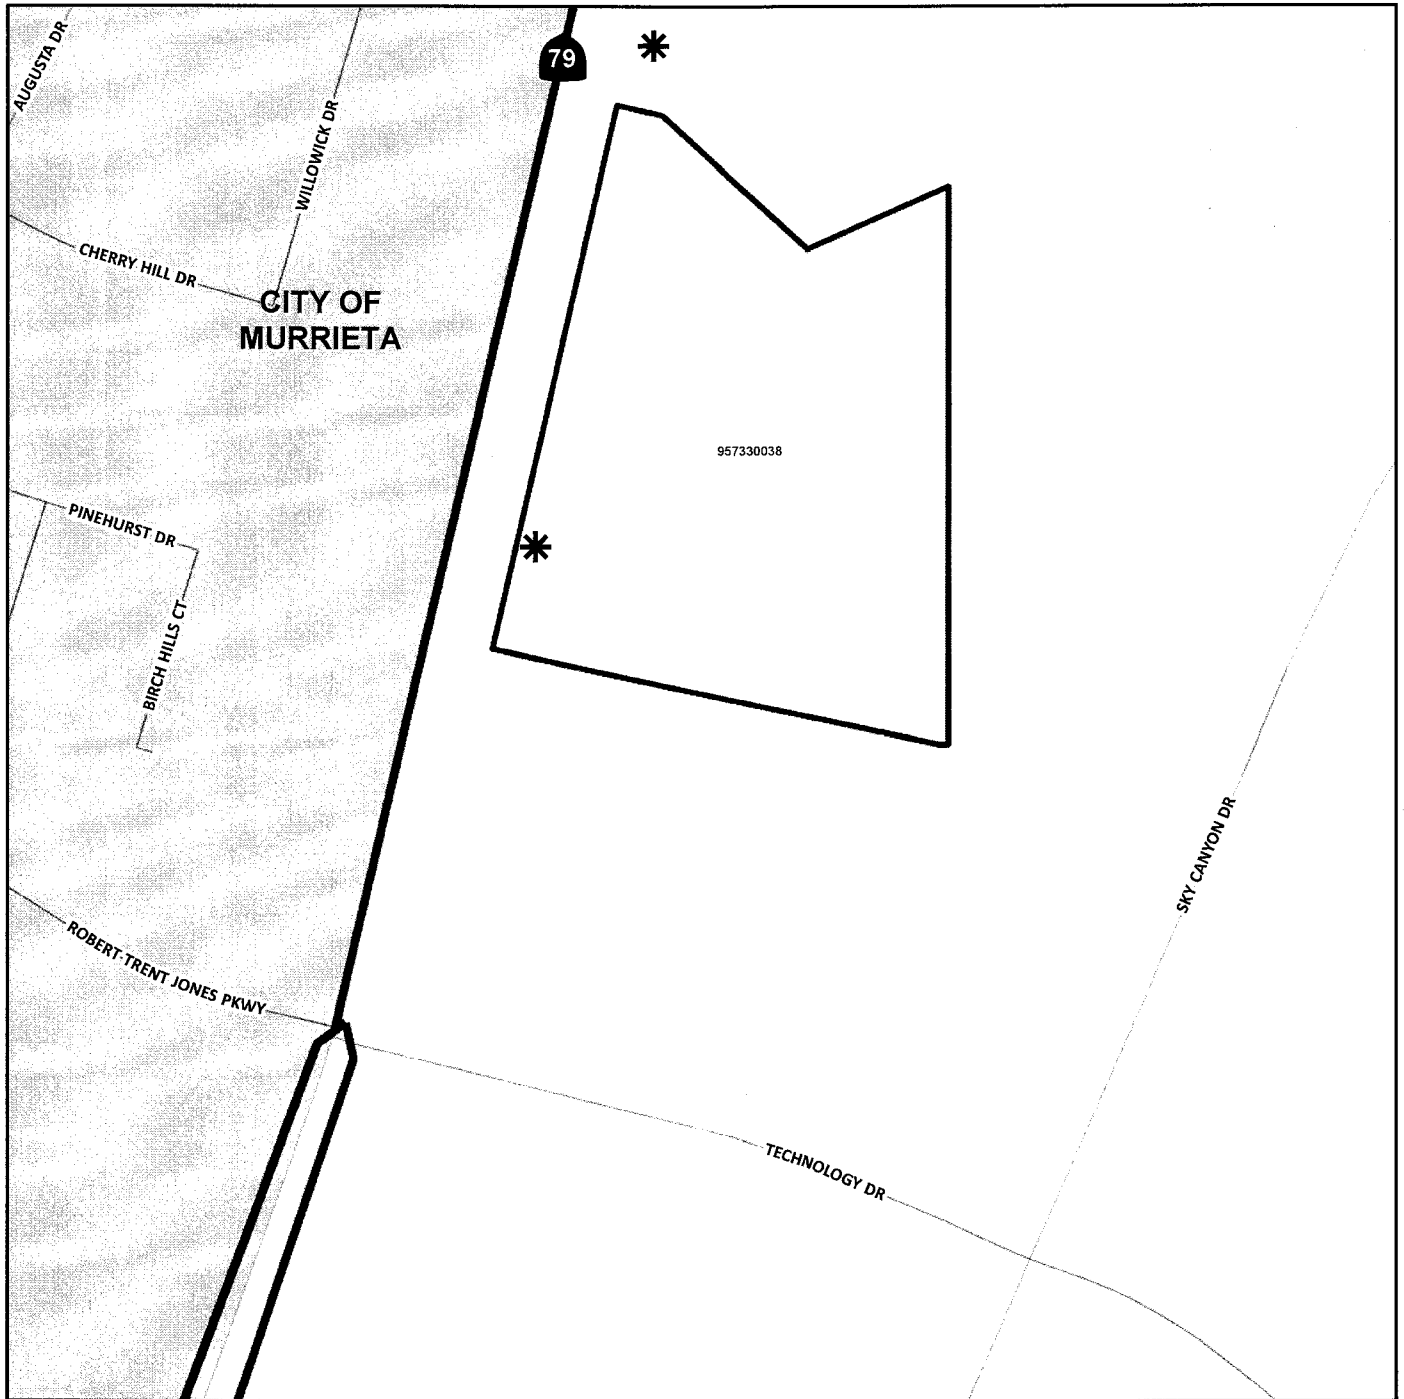 AUGUSTA DR
79
WILLOWICK DR
CHERRY HILL DR
CITY OF
MURRIETA
957330038
PINEHURST DR
BIRCH HILLS CT
SKY CANYON DR
ROBERT TRENT JONES PKWY
TECHNOLOGY DR